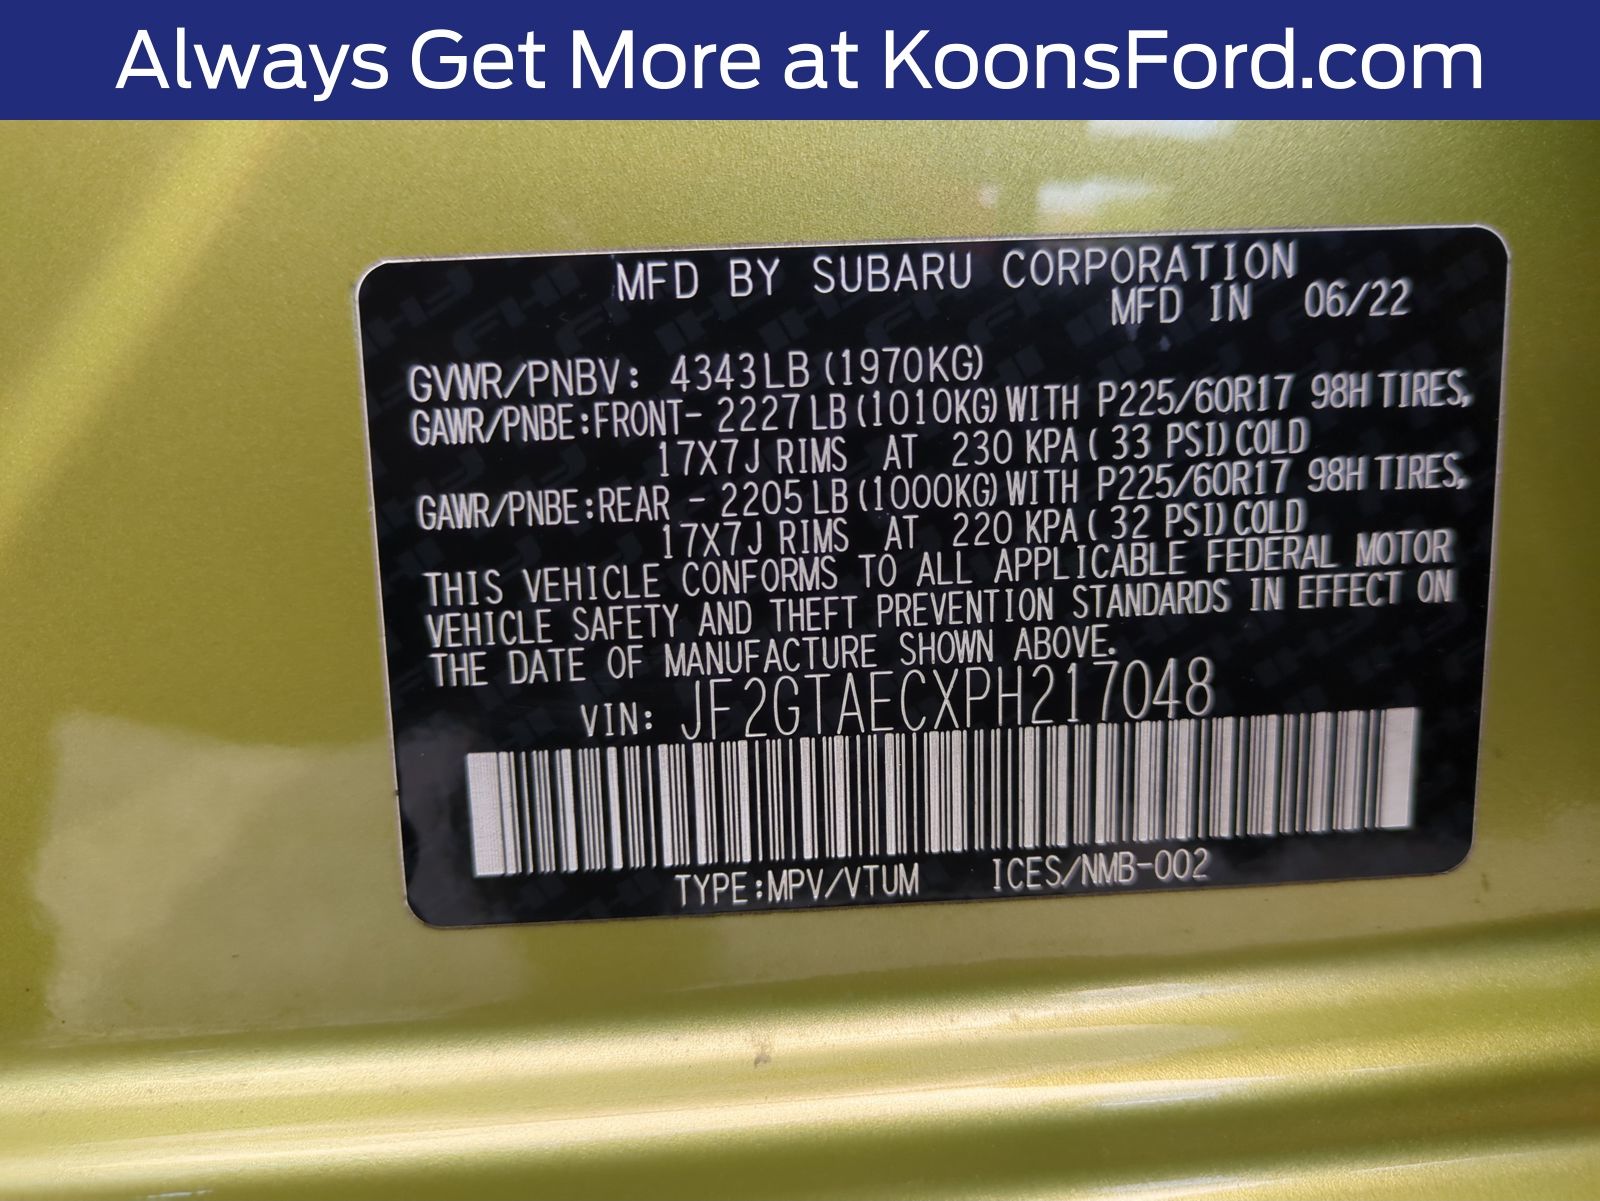 Always Get More at KoonsFord.com
MFD BY SUBARU CORPORATION
MFD IN 06/22
GVWR/PNBV: 4343LB (1970KG)
GAWR/PNBE:FRONT- 2227LB (1010KG) WITH P225/60R17 98H TIRES,
17X7J RIMS AT 230 KPA ( 33 PSI) COLD
GAWR/PNBE:REAR - 2205LB (1000KG) WITH P225/60R17 98H TIRES,
17X7J RIMS AT 220 KPA ( 32 PSI) COLD
THIS VEHICLE CONFORMS TO ALL APPLICABLE FEDERAL MOTOR
VEHICLE SAFETY AND THEFT PREVENTION STANDARDS IN EFFECT ON
THE DATE OF MANUFACTURE SHOWN ABOVE.
VIN: JF2GTAECXPH217048
TYPE:MPV/VTUM ICES/NMB-002